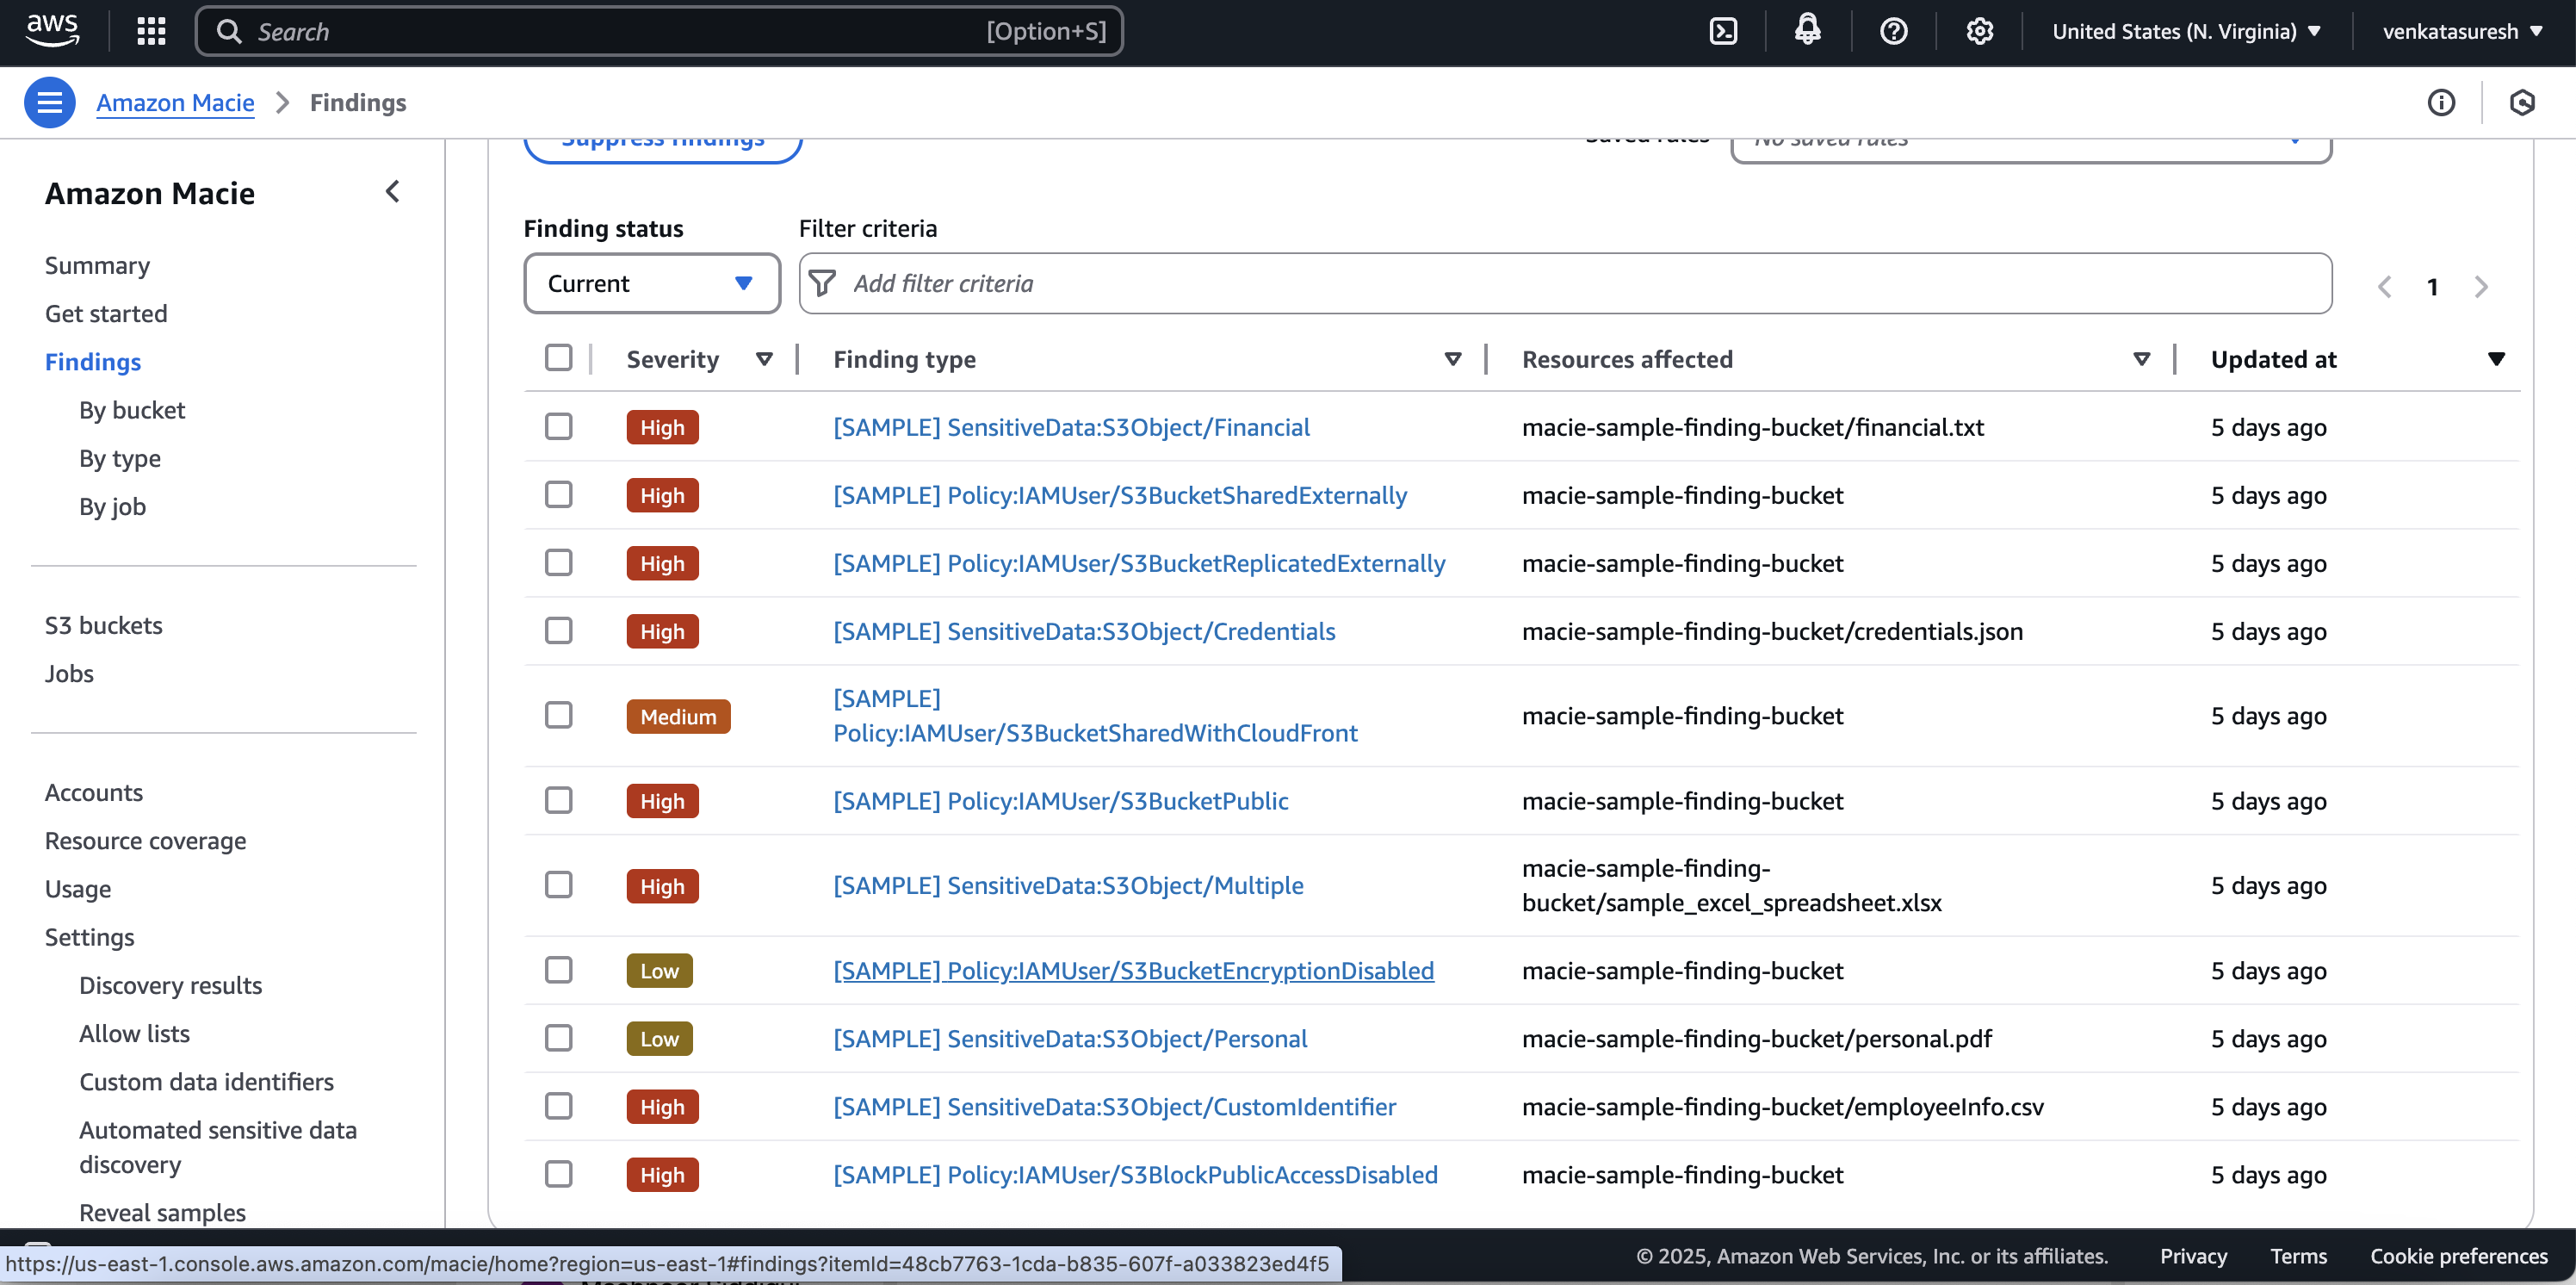 aws
Search [Option+S]
United States (N. Virginia)
venkatasuresh
Amazon Macie
Findings
Suppress findings
Saved rules
No saved rules
Amazon Macie
Summary
Get started
Findings
By bucket
By type
By job
S3 buckets
Jobs
Accounts
Resource coverage
Usage
Settings
Discovery results
Allow lists
Custom data identifiers
Automated sensitive data
discovery
Reveal samples
Finding status
Filter criteria
Current
Add filter criteria
1
Severity Finding type Resources affected Updated at
High [SAMPLE] SensitiveData:S3Object/Financial macie-sample-finding-bucket/financial.txt 5 days ago
High [SAMPLE] Policy:IAMUser/S3BucketSharedExternally macie-sample-finding-bucket 5 days ago
High [SAMPLE] Policy:IAMUser/S3BucketReplicatedExternally macie-sample-finding-bucket 5 days ago
High [SAMPLE] SensitiveData:S3Object/Credentials macie-sample-finding-bucket/credentials.json 5 days ago
Medium [SAMPLE]
Policy:IAMUser/S3BucketSharedWithCloudFront macie-sample-finding-bucket 5 days ago
High [SAMPLE] Policy:IAMUser/S3BucketPublic macie-sample-finding-bucket 5 days ago
High [SAMPLE] SensitiveData:S3Object/Multiple macie-sample-finding-
bucket/sample_excel_spreadsheet.xlsx 5 days ago
Low [SAMPLE] Policy:IAMUser/S3BucketEncryptionDisabled macie-sample-finding-bucket 5 days ago
Low [SAMPLE] SensitiveData:S3Object/Personal macie-sample-finding-bucket/personal.pdf 5 days ago
High [SAMPLE] SensitiveData:S3Object/CustomIdentifier macie-sample-finding-bucket/employeeInfo.csv 5 days ago
High [SAMPLE] Policy:IAMUser/S3BlockPublicAccessDisabled macie-sample-finding-bucket 5 days ago
https://us-east-1.console.aws.amazon.com/macie/home?region=us-east-1#findings?itemId=48cb7763-1cda-b835-607f-a033823ed4f5
© 2025, Amazon Web Services, Inc. or its affiliates. Privacy Terms Cookie preferences